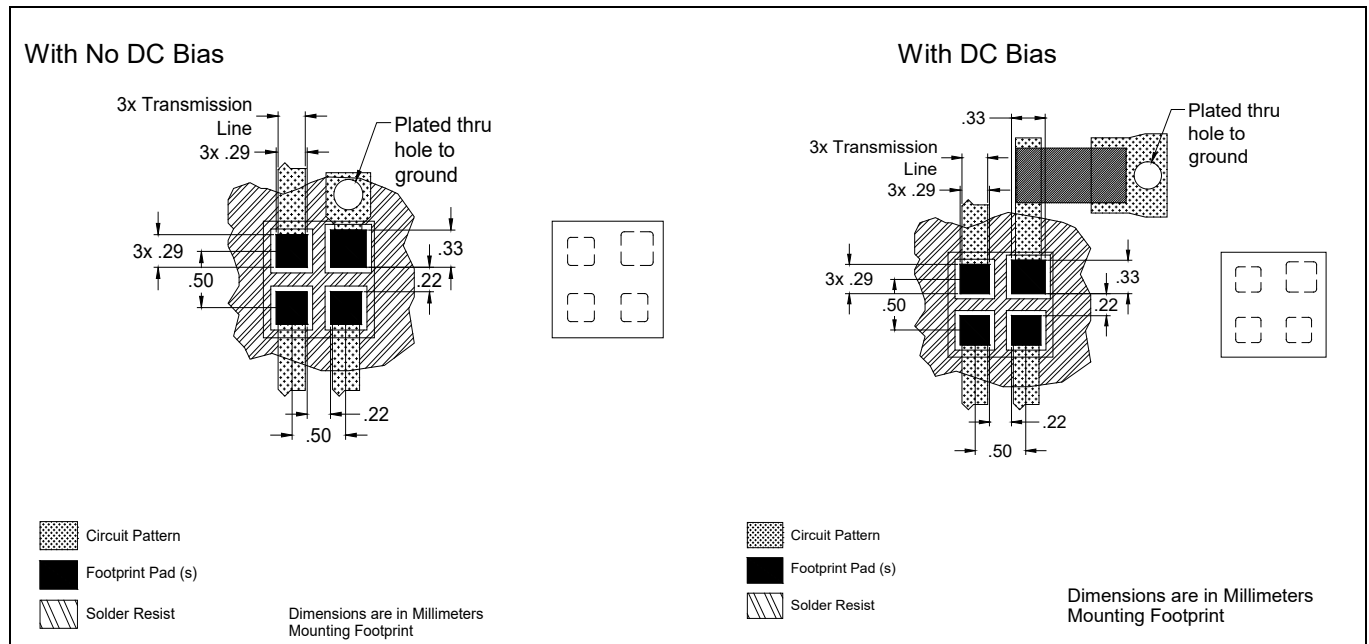 With No DC Bias
3x Transmission
Line
3x .29
Plated thru
hole to
ground
3x .29
.50
.33
.22
.22
.50
Circuit Pattern
Footprint Pad (s)
Solder Resist
Dimensions are in Millimeters
Mounting Footprint
With DC Bias
.33
3x Transmission
Line
3x .29
Plated thru
hole to
ground
3x .29
.50
.33
.22
.22
.50
Circuit Pattern
Footprint Pad (s)
Solder Resist
Dimensions are in Millimeters
Mounting Footprint